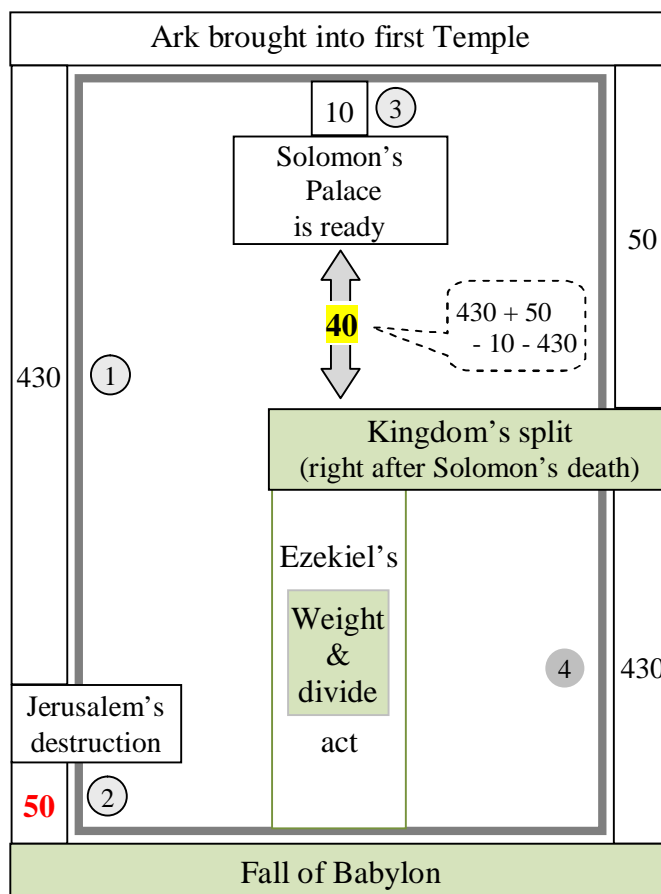 Ark brought into first Temple
10
3
Solomon's
Palace
is ready
50
40
430 + 50
- 10 - 430
430
1
Kingdom's split
(right after Solomon's death)
Ezekiel's
Weight
&
divide
act
4
430
Jerusalem's
destruction
50
2
Fall of Babylon